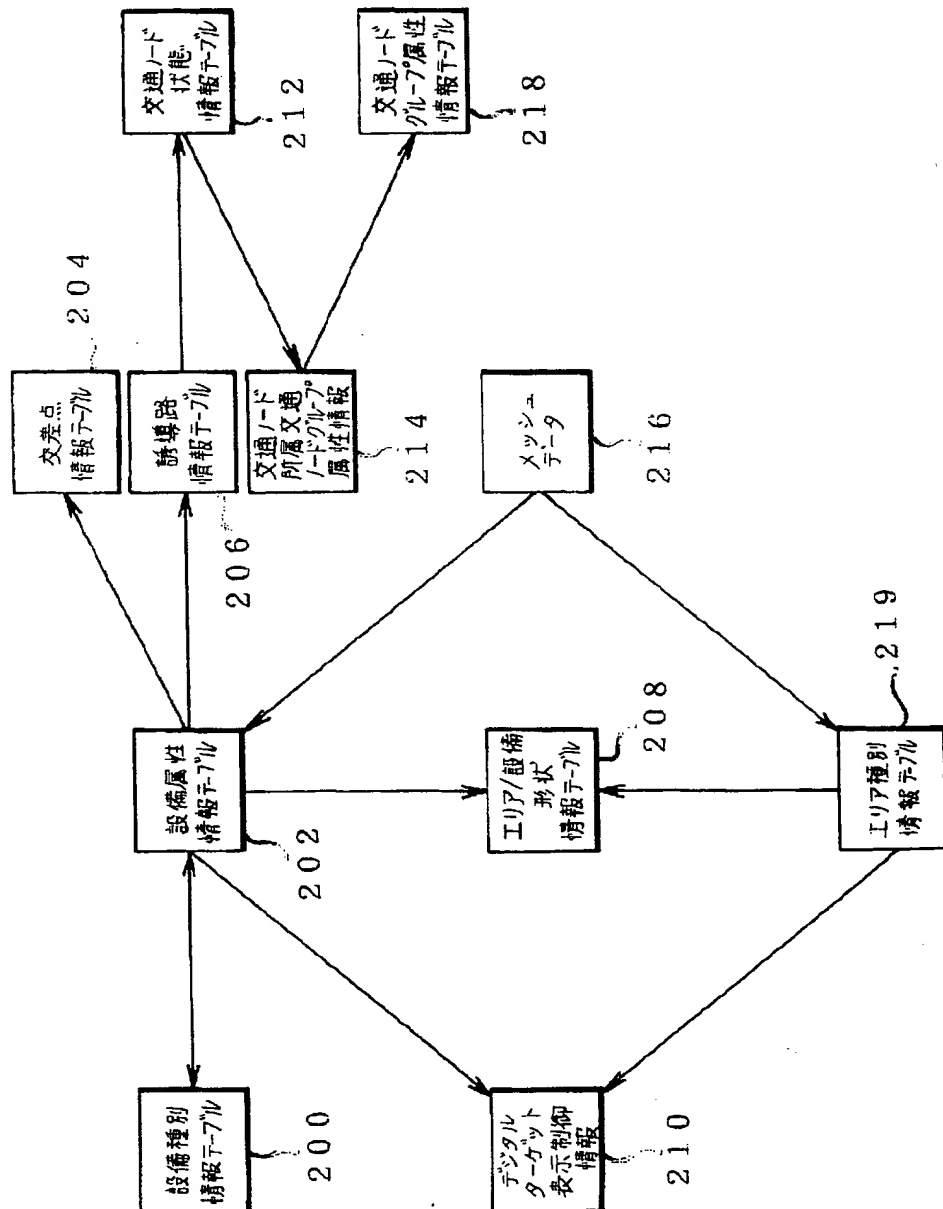 交通ノード
状態
情報テーブル
212
交通ノード
グループ属性
情報テーブル
218
204
交差点
情報テーブル
誘導路
情報テーブル
206
交通ノード
所属交通
ノードグループ
属性情報
214
メッシュ
データ
216
設備属性
情報テーブル
202
エリア/設備
形状
情報テーブル
208
219
エリア種別
情報テーブル
設備種別
情報テーブル
200
デジタル
ターゲット
表示制御
情報
210